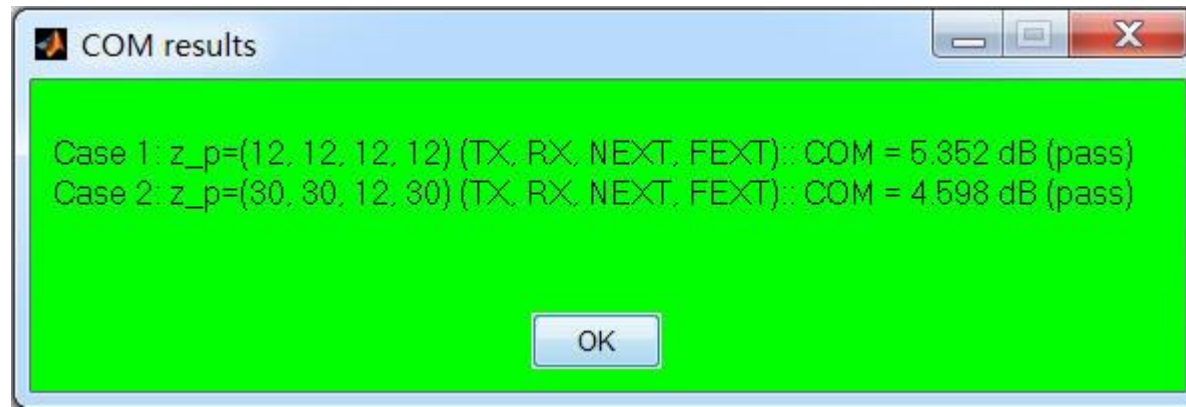 COM results
Case 1: z_p=(12, 12, 12, 12) (TX, RX, NEXT, FEXT):: COM = 5.352 dB (pass)
Case 2: z_p=(30, 30, 12, 30) (TX, RX, NEXT, FEXT):: COM = 4.598 dB (pass)
OK